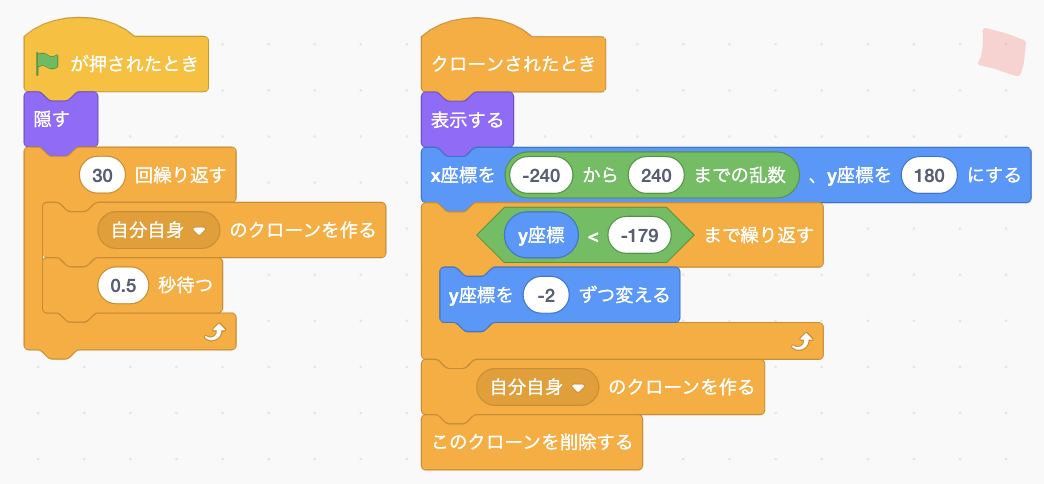 が押されたとき
隠す
30 回繰り返す
自分自身 のクローンを作る
0.5 秒待つ
クローンされたとき
表示する
x座標を -240 から 240 までの乱数 、y座標を 180 にする
y座標 < -179 まで繰り返す
y座標を -2 ずつ変える
自分自身 のクローンを作る
このクローンを削除する